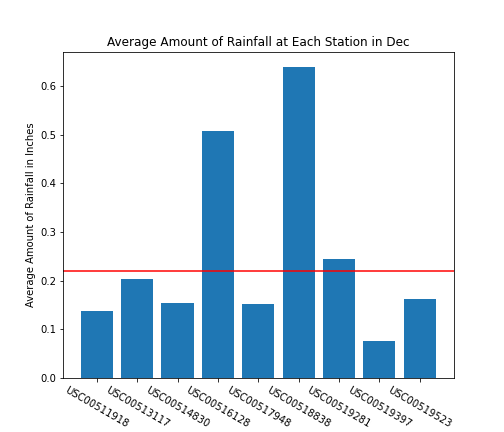 Average Amount of Rainfall at Each Station in Dec
Average Amount of Rainfall in Inches
0.6
0.5
0.4
0.3
0.2
0.1
0.0
USC00511918
USC00513117
USC00514830
USC00516128
USC00517948
USC00518838
USC00519281
USC00519397
USC00519523